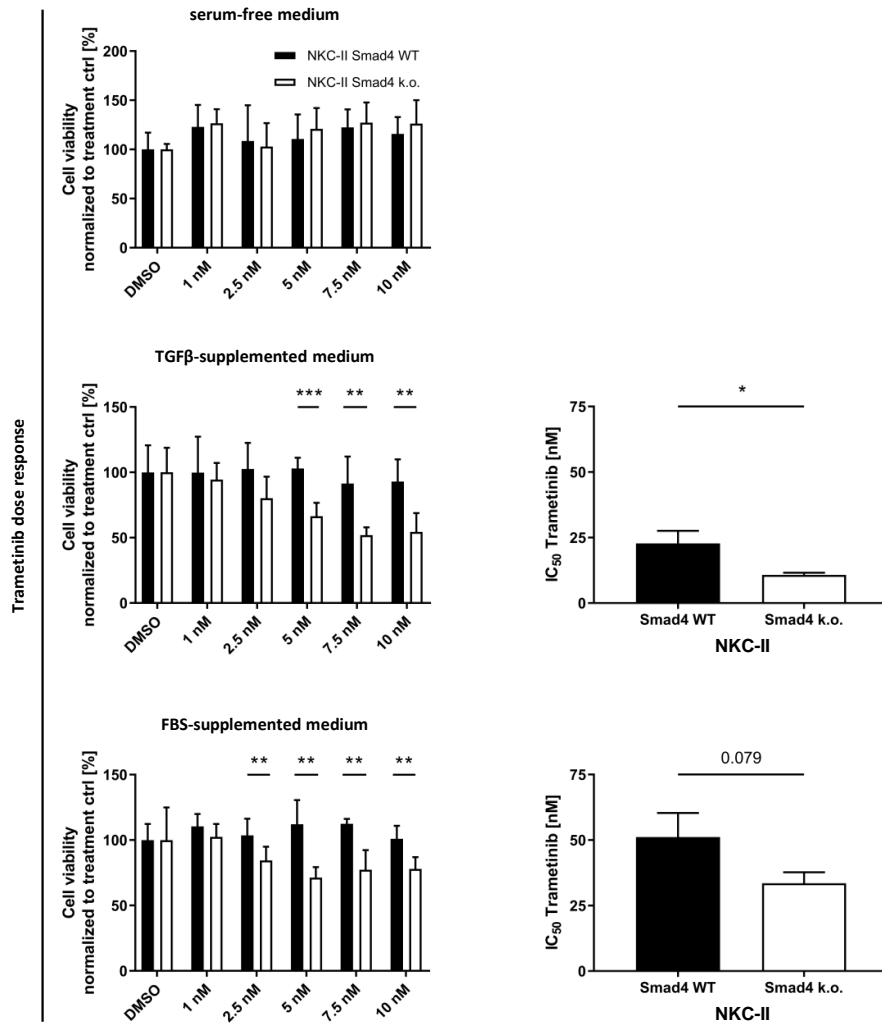 Trametinib dose response
serum-free medium
Cell viability
normalized to treatment ctrl [%]
200
150
100
50
0
NKC-II Smad4 WT
NKC-II Smad4 k.o.
DMSO
1 nM
2.5 nM
5 nM
7.5 nM
10 nM
TGFβ-supplemented medium
Cell viability
normalized to treatment ctrl [%]
150
100
50
0
***
**
**
DMSO
1 nM
2.5 nM
5 nM
7.5 nM
10 nM
IC50 Trametinib [nM]
75
50
25
0
*
Smad4 WT
Smad4 k.o.
NKC-II
FBS-supplemented medium
Cell viability
normalized to treatment ctrl [%]
150
100
50
0
**
**
**
**
DMSO
1 nM
2.5 nM
5 nM
7.5 nM
10 nM
IC50 Trametinib [nM]
75
50
25
0
0.079
Smad4 WT
Smad4 k.o.
NKC-II